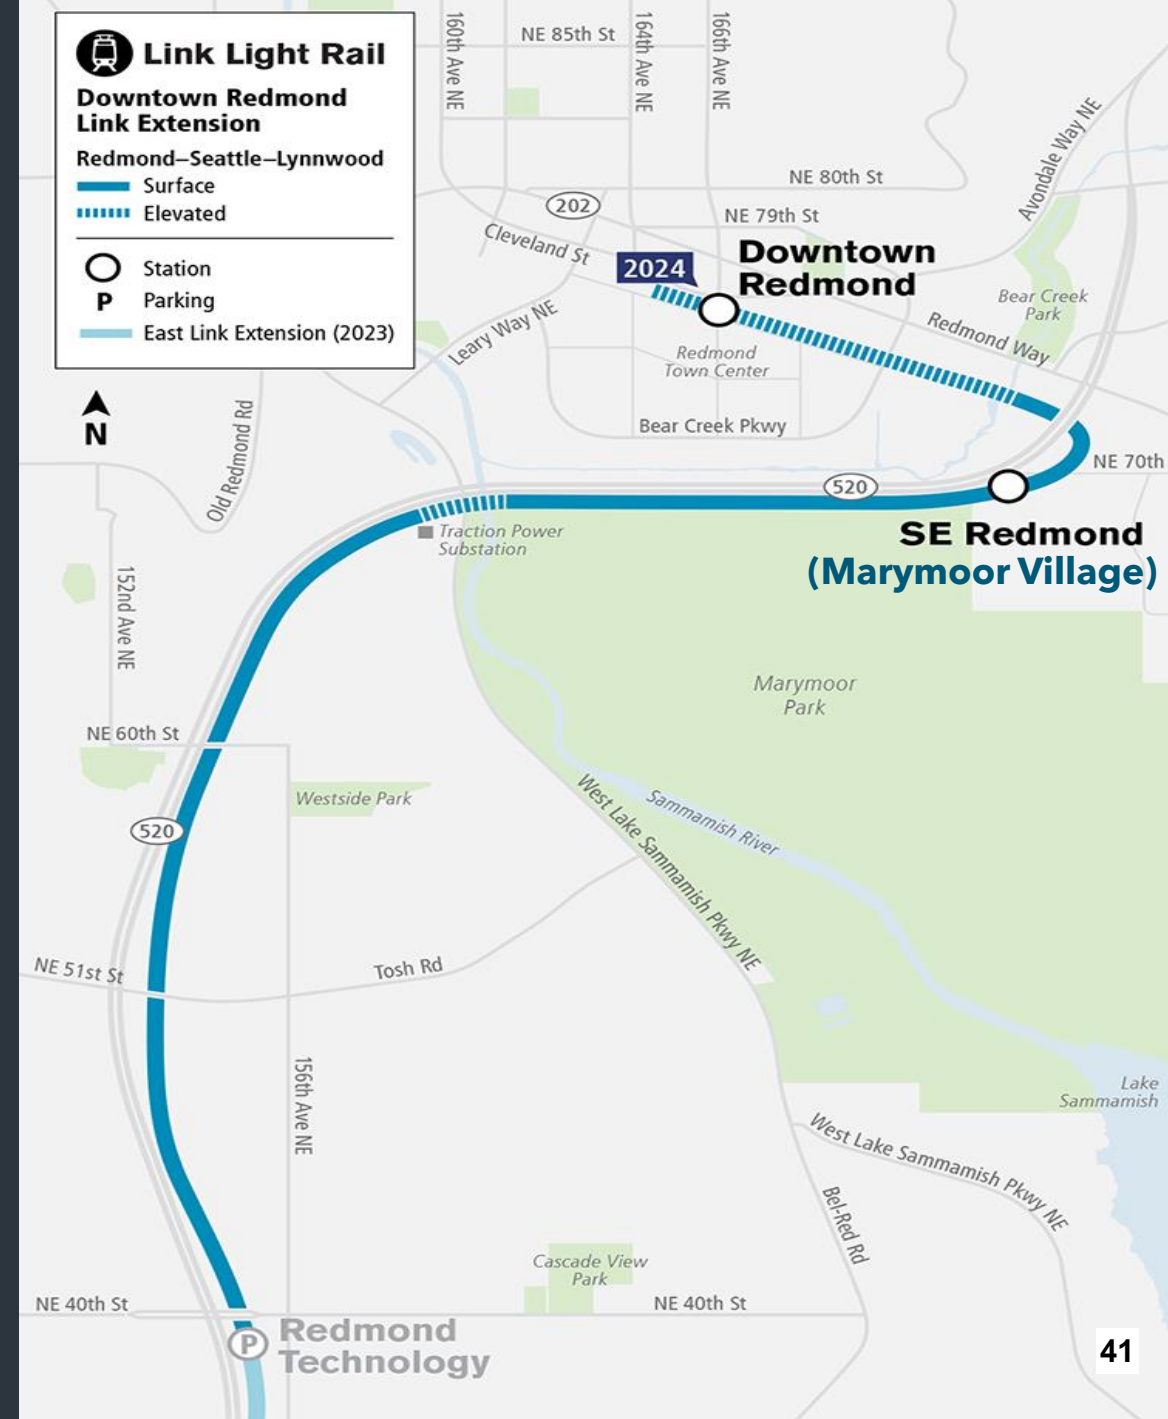 Link Light Rail
Downtown Redmond
Link Extension
Redmond–Seattle–Lynnwood
Surface
Elevated
Station
P Parking
East Link Extension (2023)
N
160th Ave NE
NE 85th St
164th Ave NE
166th Ave NE
Avondale Way NE
NE 80th St
202
NE 79th St
Cleveland St
2024
Downtown
Redmond
Bear Creek
Park
Leary Way NE
Redmond Way
Redmond
Town Center
Bear Creek Pkwy
Old Redmond Rd
NE 70th
520
SE Redmond
(Marymoor Village)
Traction Power
Substation
152nd Ave NE
Marymoor
Park
NE 60th St
Westside Park
520
West Lake Sammamish Pkwy NE
Sammamish River
NE 51st St
Tosh Rd
156th Ave NE
Lake
Sammamish
West Lake Sammamish Pkwy NE
Bel-Red Rd
Cascade View
Park
NE 40th St
NE 40th St
P
Redmond
Technology
41